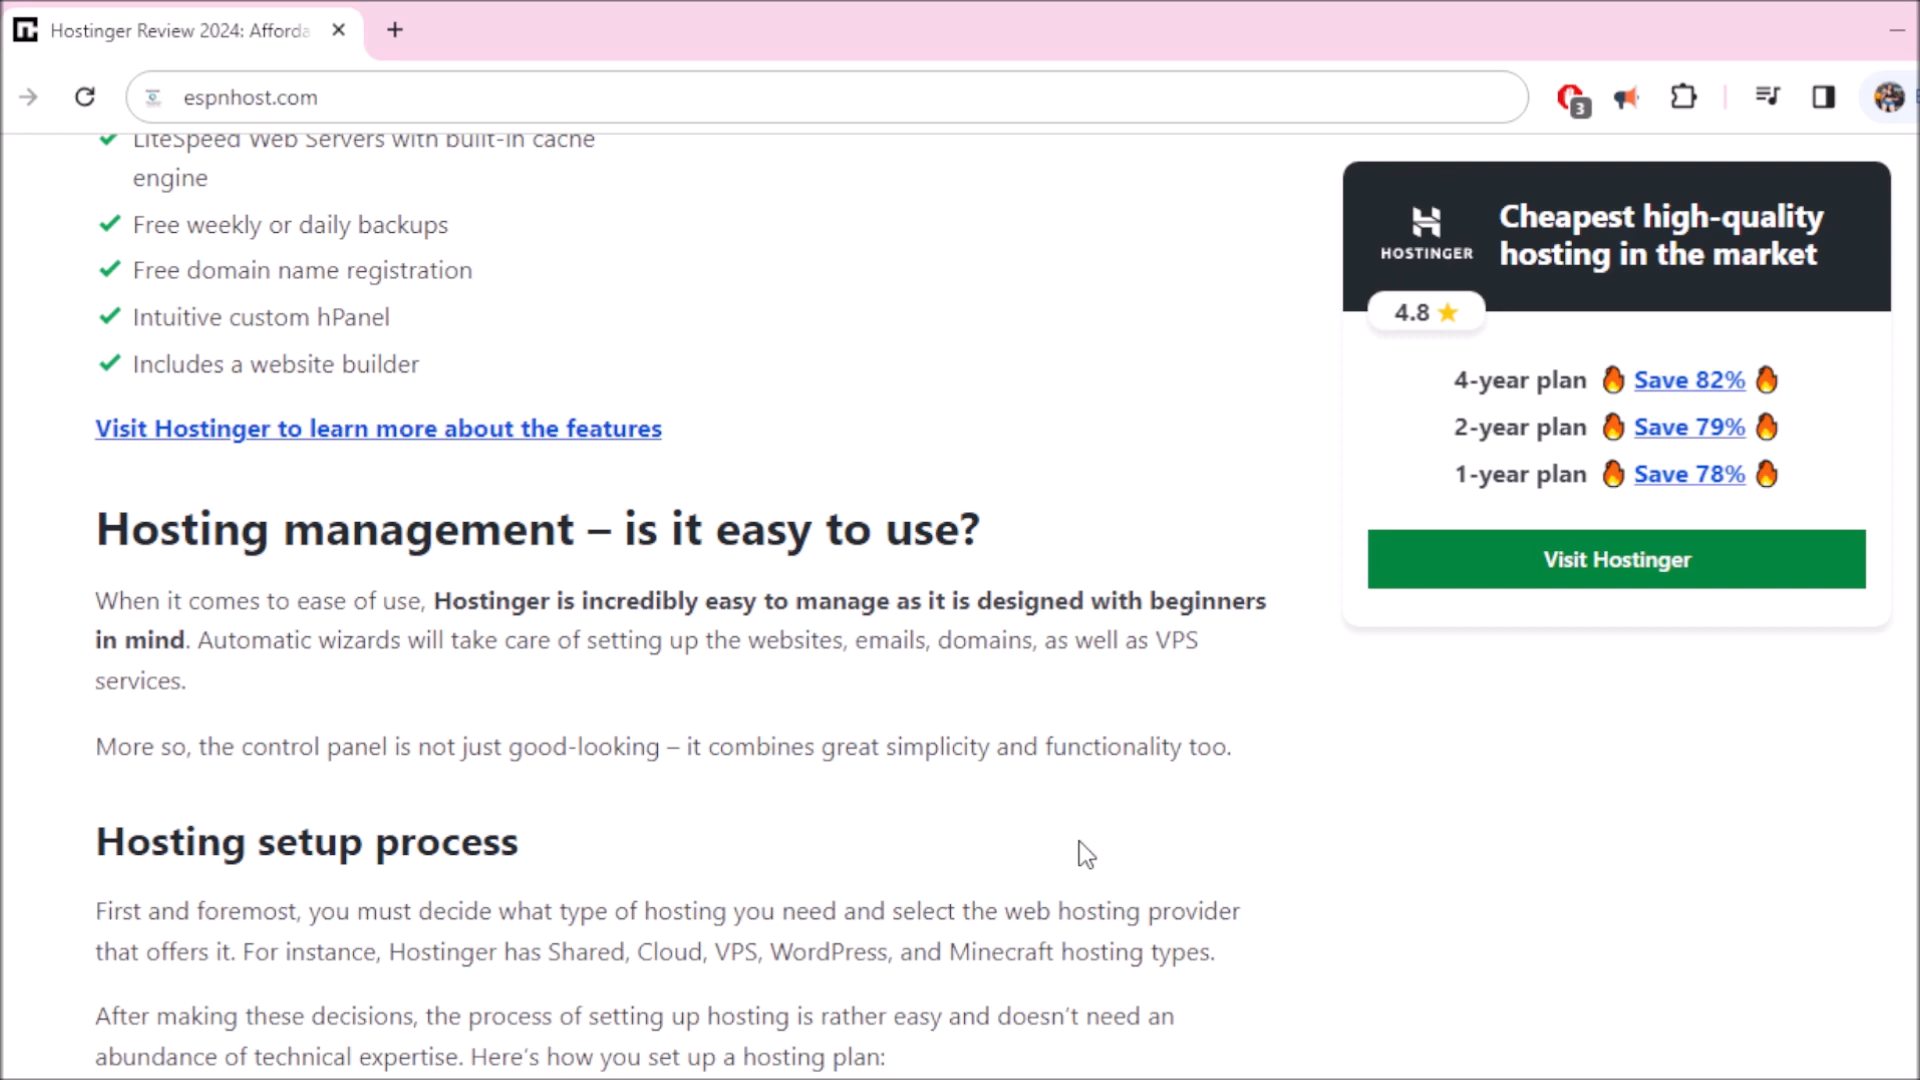 Hostinger Review 2024: Afforda
espnhost.com
3
LiteSpeed Web Servers with built-in cache
engine
Free weekly or daily backups
Free domain name registration
Intuitive custom hPanel
Includes a website builder
Visit Hostinger to learn more about the features
Hosting management – is it easy to use?
When it comes to ease of use, Hostinger is incredibly easy to manage as it is designed with beginners
in mind. Automatic wizards will take care of setting up the websites, emails, domains, as well as VPS
services.
More so, the control panel is not just good-looking – it combines great simplicity and functionality too.
Hosting setup process
First and foremost, you must decide what type of hosting you need and select the web hosting provider
that offers it. For instance, Hostinger has Shared, Cloud, VPS, WordPress, and Minecraft hosting types.
After making these decisions, the process of setting up hosting is rather easy and doesn't need an
abundance of technical expertise. Here's how you set up a hosting plan:
HOSTINGER
Cheapest high-quality
hosting in the market
4.8
4-year plan Save 82%
2-year plan Save 79%
1-year plan Save 78%
Visit Hostinger